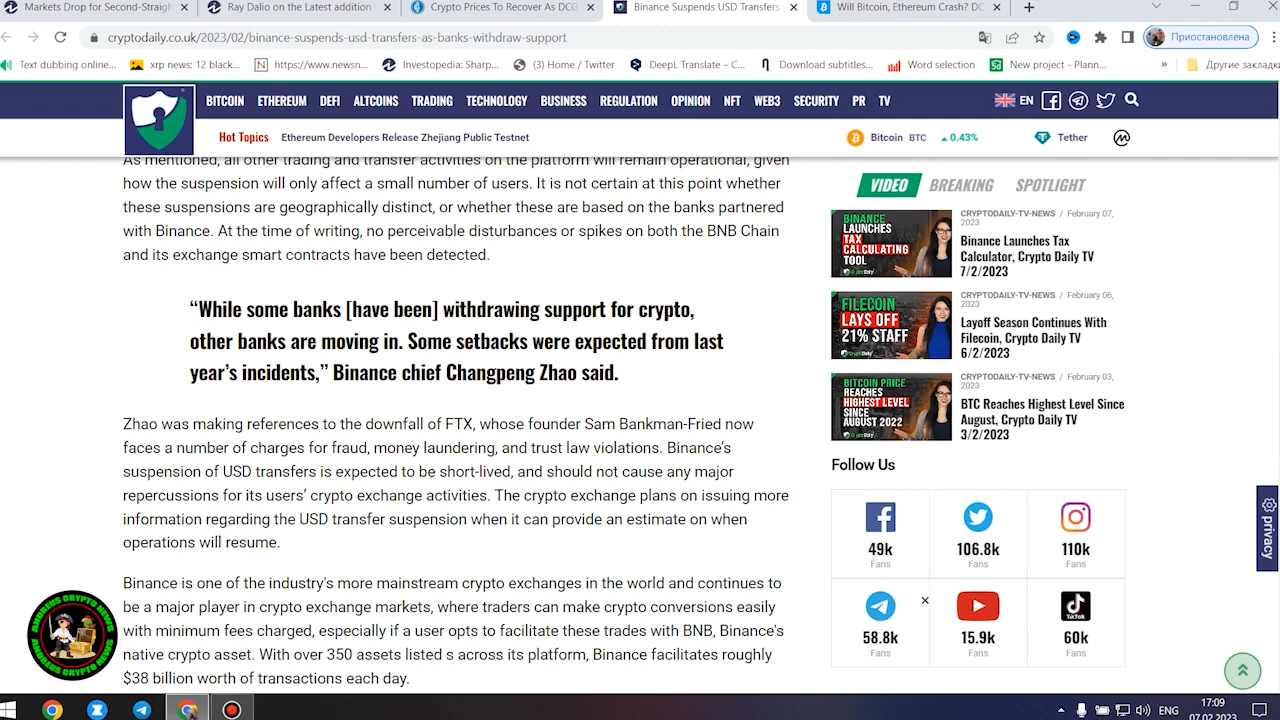 Markets Drop for Second-Straigh
Ray Dalio on the Latest addition
Crypto Prices To Recover As DCG
Binance Suspends USD Transfers
Will Bitcoin, Ethereum Crash? DC
cryptodaily.co.uk/2023/02/binance-suspends-usd-transfers-as-banks-withdraw-support
Приостановлена
Text dubbing online...
xrp news: 12 black...
https://www.newsn...
Investopedia: Sharp...
(3) Home / Twitter
DeepL Translate – C...
Download subtitles...
Word selection
New project - Plann...
»
Другие закладки
BITCOIN ETHEREUM DEFI ALTCOINS TRADING TECHNOLOGY BUSINESS REGULATION OPINION NFT WEB3 SECURITY PR TV
EN
Hot Topics
Ethereum Developers Release Zhejiang Public Testnet
Bitcoin BTC 0.43%
Tether
As mentioned, all other trading and transfer activities on the platform will remain operational, given
how the suspension will only affect a small number of users. It is not certain at this point whether
these suspensions are geographically distinct, or whether these are based on the banks partnered
with Binance. At the time of writing, no perceivable disturbances or spikes on both the BNB Chain
and its exchange smart contracts have been detected.
“While some banks [have been] withdrawing support for crypto,
other banks are moving in. Some setbacks were expected from last
year’s incidents,” Binance chief Changpeng Zhao said.
Zhao was making references to the downfall of FTX, whose founder Sam Bankman-Fried now
faces a number of charges for fraud, money laundering, and trust law violations. Binance’s
suspension of USD transfers is expected to be short-lived, and should not cause any major
repercussions for its users’ crypto exchange activities. The crypto exchange plans on issuing more
information regarding the USD transfer suspension when it can provide an estimate on when
operations will resume.
Binance is one of the industry's more mainstream crypto exchanges in the world and continues to
be a major player in crypto exchange markets, where traders can make crypto conversions easily
with minimum fees charged, especially if a user opts to facilitate these trades with BNB, Binance's
native crypto asset. With over 350 assets listed s across its platform, Binance facilitates roughly
$38 billion worth of transactions each day.
VIDEO BREAKING SPOTLIGHT
BINANCE
LAUNCHES
TAX
CALCULATING
TOOL
CRYPTODAILY-TV-NEWS / February 07,
2023
Binance Launches Tax
Calculator, Crypto Daily TV
7/2/2023
FILECOIN
LAYS OFF
21% STAFF
CRYPTODAILY-TV-NEWS / February 06,
2023
Layoff Season Continues With
Filecoin, Crypto Daily TV
6/2/2023
BITCOIN PRICE
REACHES
HIGHEST LEVEL
SINCE
AUGUST 2022
CRYPTODAILY-TV-NEWS / February 03,
2023
BTC Reaches Highest Level Since
August, Crypto Daily TV
3/2/2023
Follow Us
49k
Fans
106.8k
Fans
110k
Fans
58.8k
Fans
15.9k
Fans
TikTok
60k
Fans
privacy
ANDREUS CRYPTO NEWS
ANDREUS CRYPTO NEWS
ENG
17:09
07.02.2023